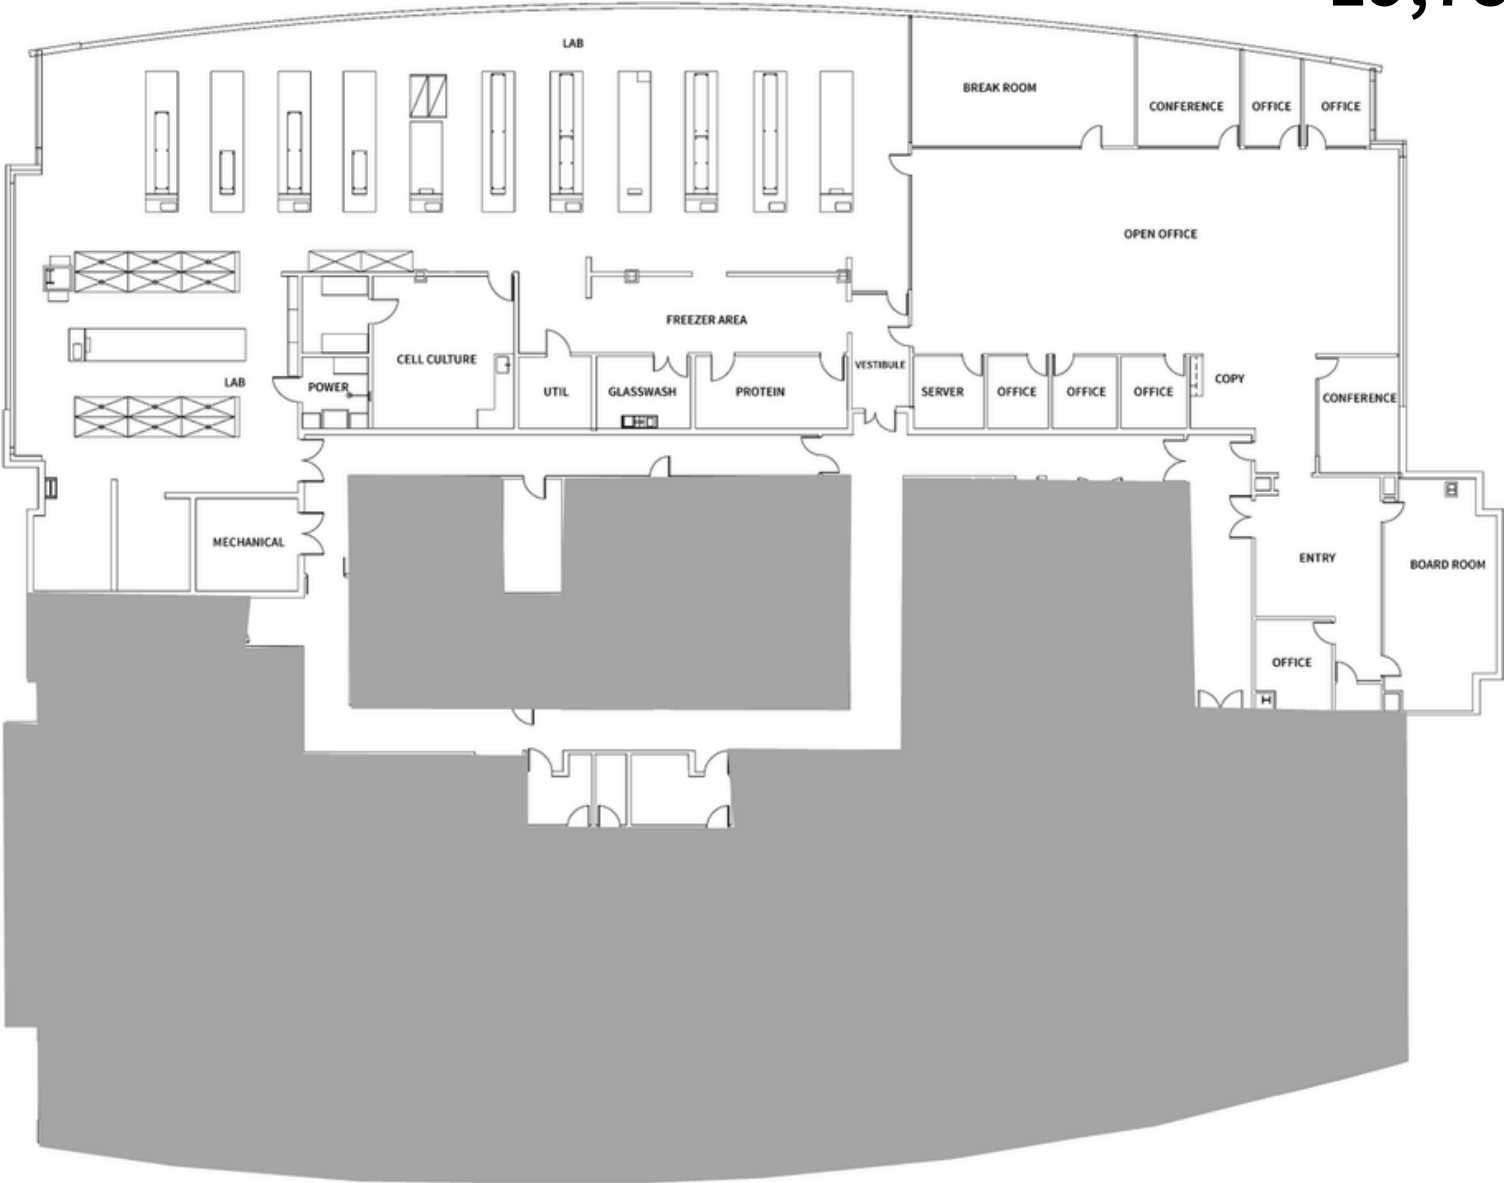 LAB
BREAK ROOM
CONFERENCE
OFFICE
OFFICE
OPEN OFFICE
FREEZER AREA
CELL CULTURE
VESTIBULE
LAB
POWER
UTIL
GLASSWASH
PROTEIN
SERVER
OFFICE
OFFICE
OFFICE
COPY
CONFERENCE
MECHANICAL
ENTRY
BOARD ROOM
OFFICE